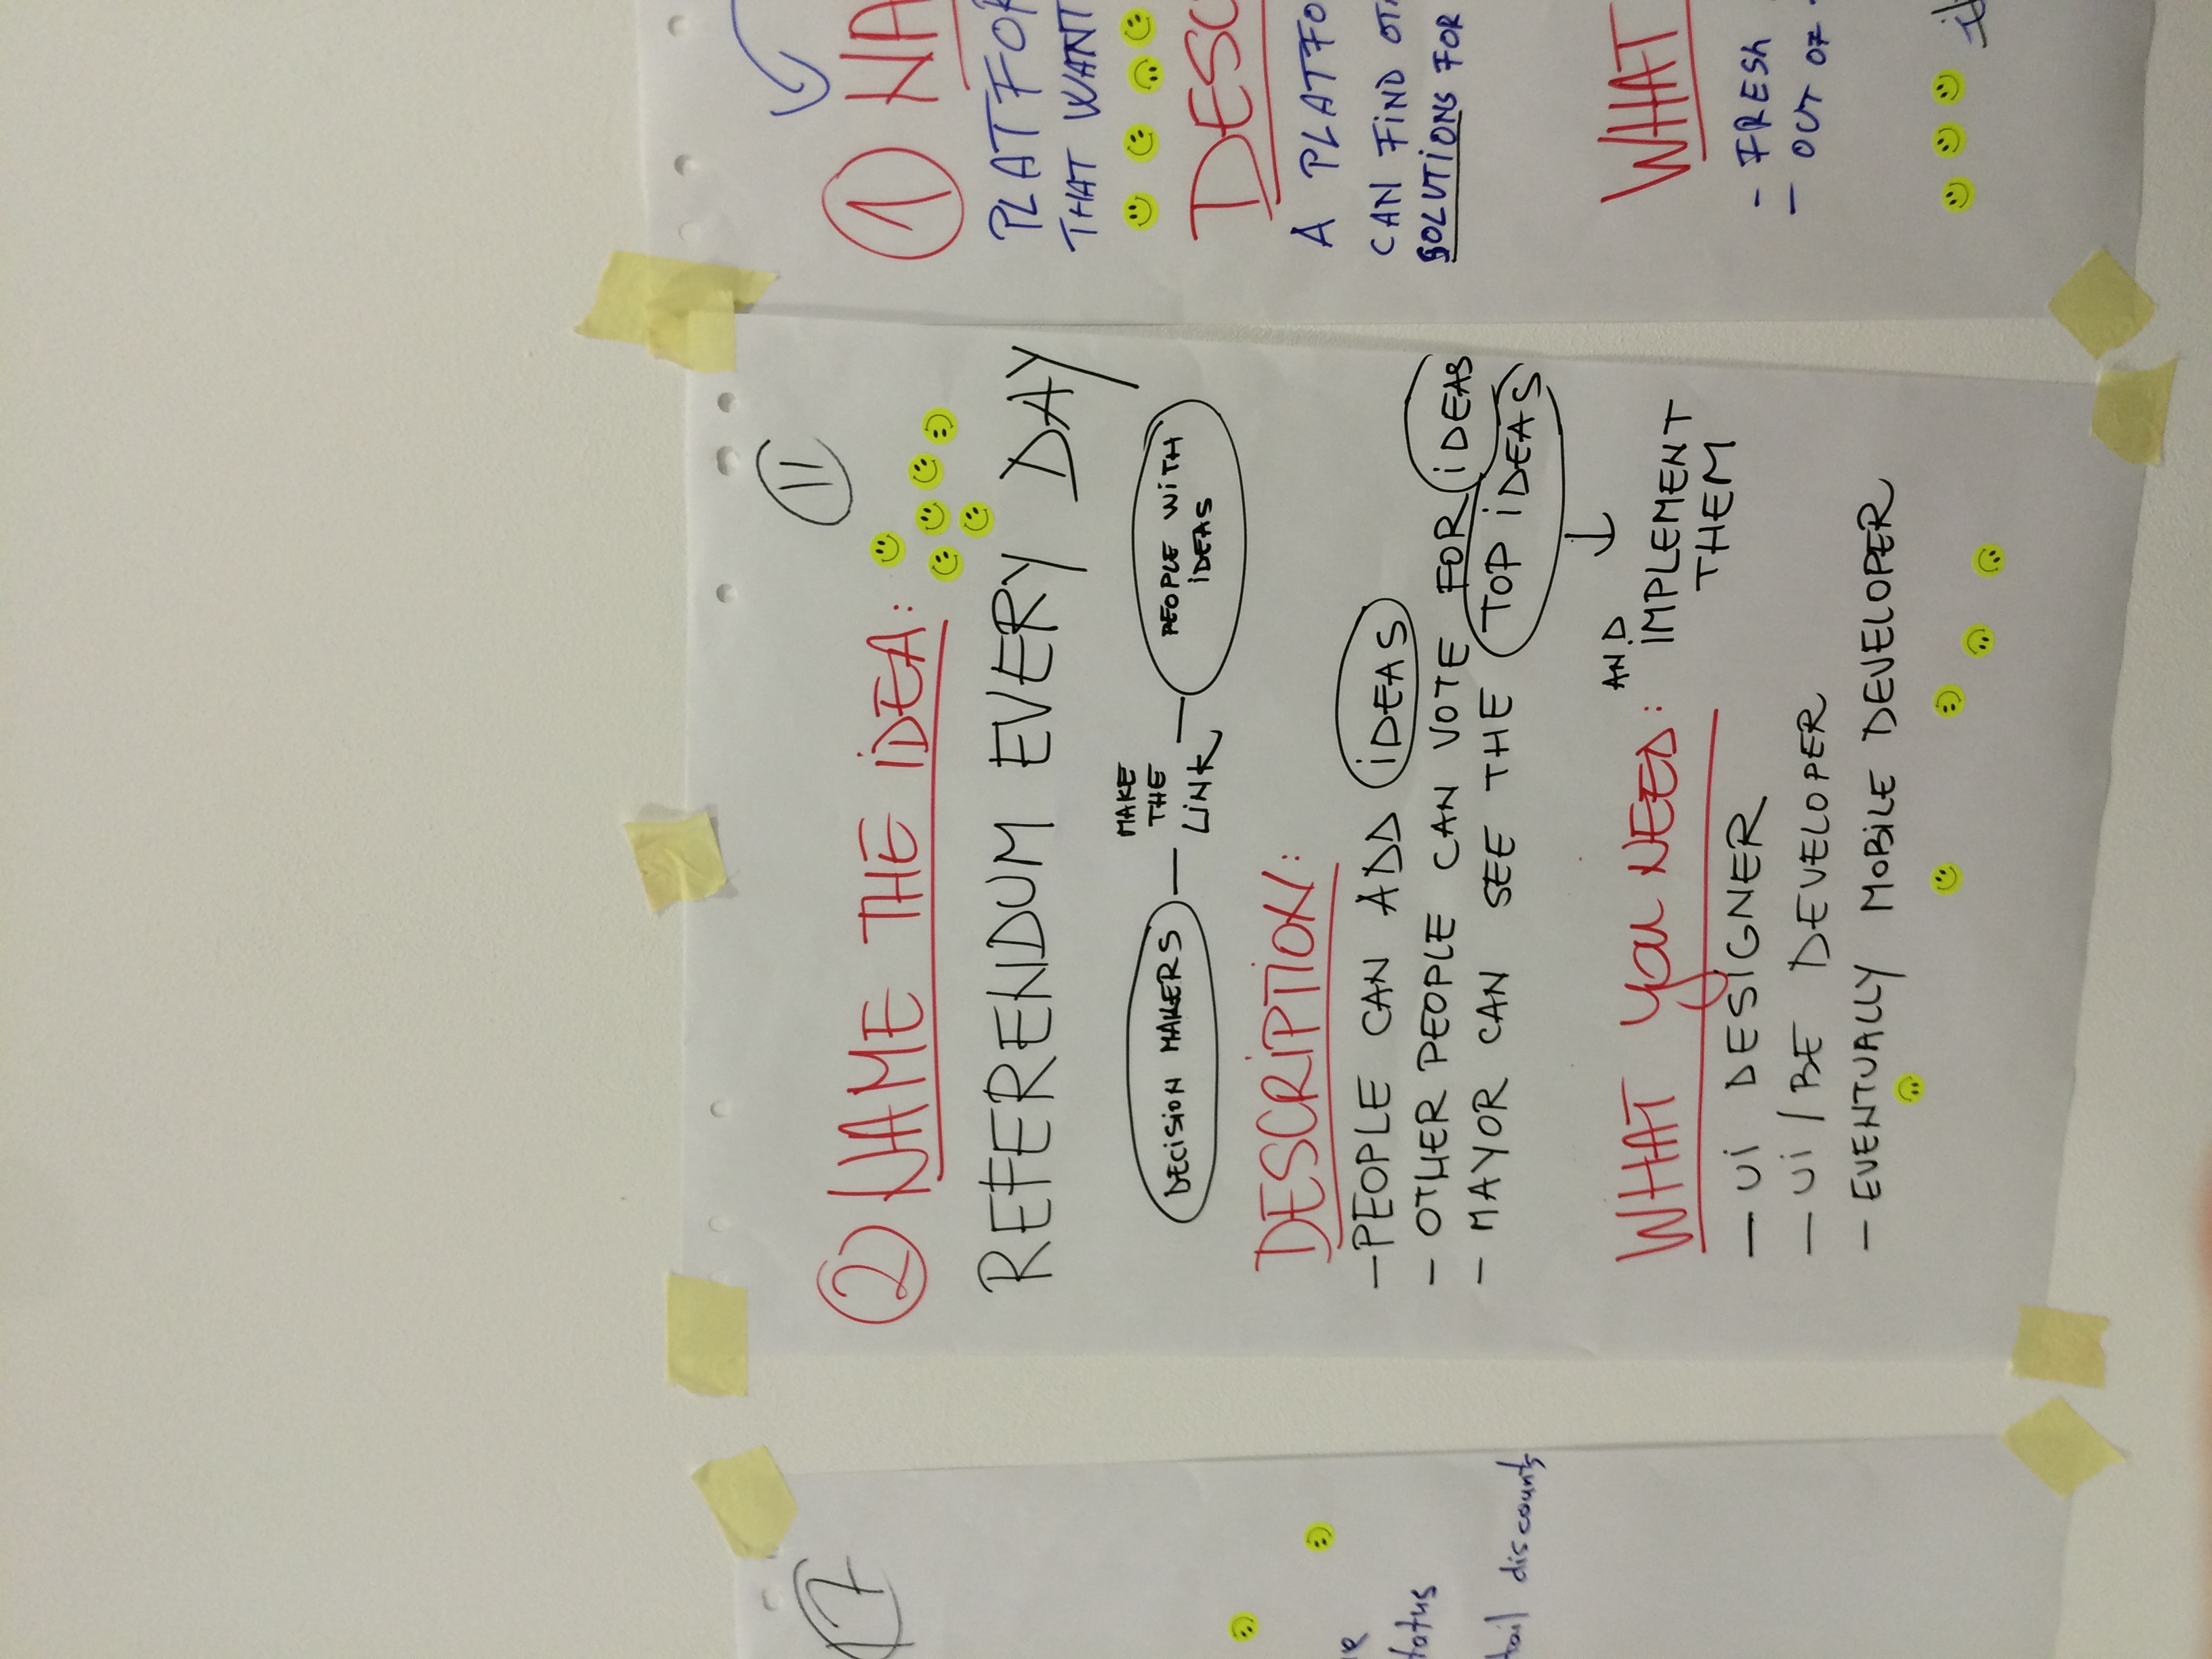 7
tatus
tail discounts
11
2 NAME THE iDEA:
REFERENDUM EVERY DAY
DECISION MAKERS — MAKE THE LINK — PEOPLE WITH IDEAS
DESCRIPTION:
— PEOPLE CAN ADD iDEAS
— OTHER PEOPLE CAN VOTE FOR iDEAS
— MAYOR CAN SEE THE TOP iDEAS
AND
iMPLEMENT
THEM
WHAT you NEED:
— Ui DESIGNER
— Ui / BE DEVELOPER
— EVENTUALLY MOBILE DEVELOPER
1 NA
PLATFOR
THAT WANT
DESC
A PLATFO
CAN FIND OT
SOLUTIONS FOR
WHAT
- FRESH
- OUT OF